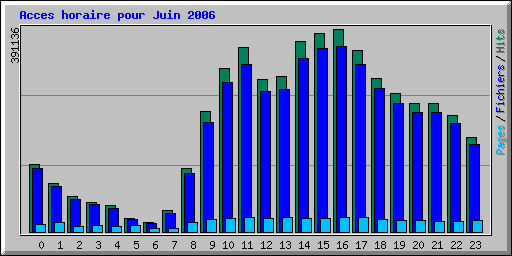 Acces horaire pour Juin 2006
391136
Pages / Fichiers / Hits
0 1 2 3 4 5 6 7 8 9 10 11 12 13 14 15 16 17 18 19 20 21 22 23